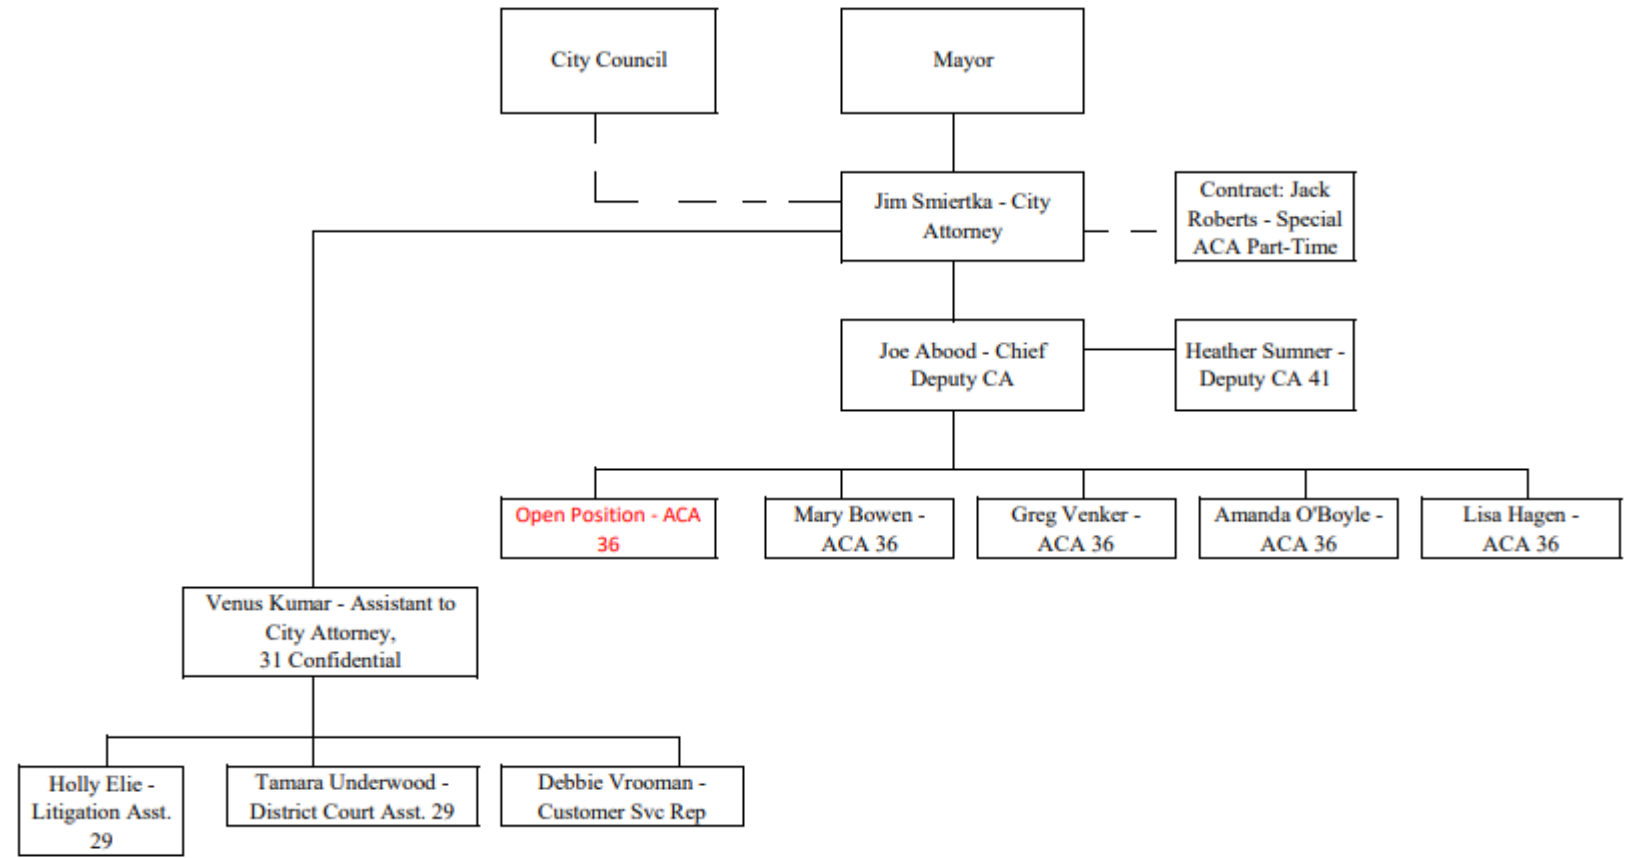 City Council
Mayor
Jim Smiertka - City
Attorney
Contract: Jack
Roberts - Special
ACA Part-Time
Joe Abood - Chief
Deputy CA
Heather Sumner -
Deputy CA 41
Open Position - ACA
36
Mary Bowen -
ACA 36
Greg Venker -
ACA 36
Amanda O'Boyle -
ACA 36
Lisa Hagen -
ACA 36
Venus Kumar - Assistant to
City Attorney,
31 Confidential
Holly Elie -
Litigation Asst.
29
Tamara Underwood -
District Court Asst. 29
Debbie Vrooman -
Customer Svc Rep